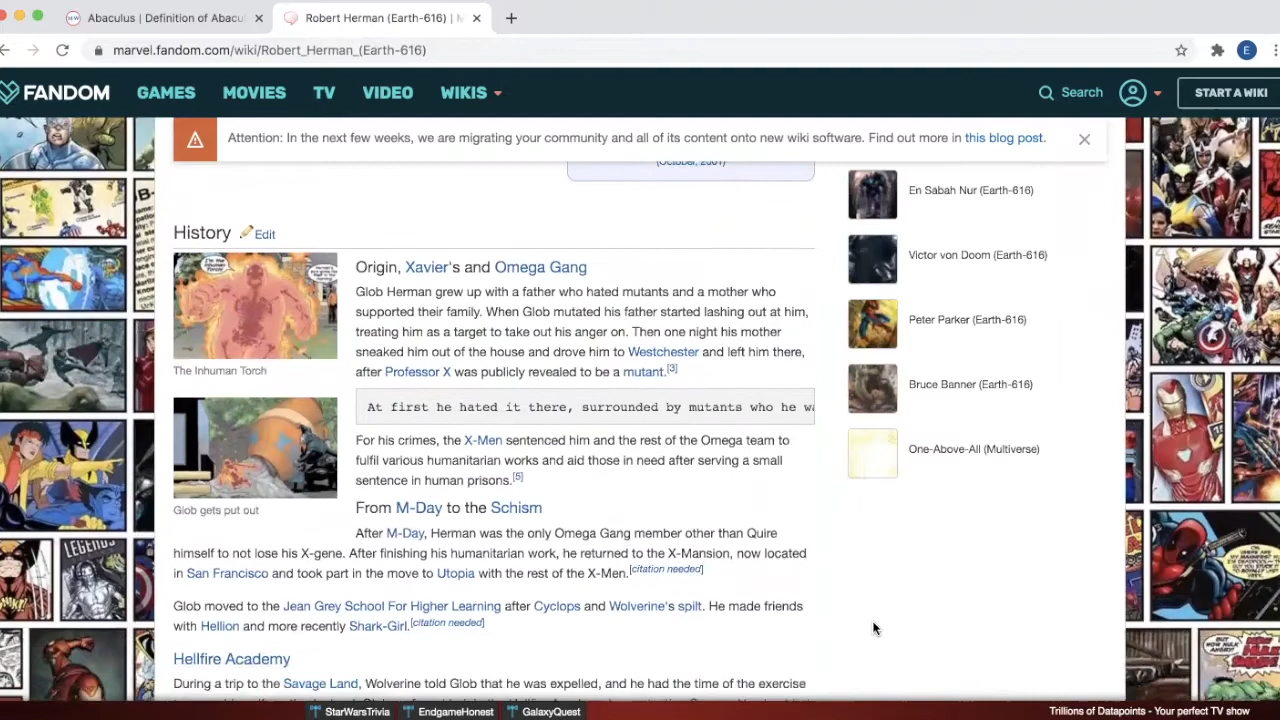 Abaculus | Definition of Abacul
Robert Herman (Earth-616) | M
marvel.fandom.com/wiki/Robert_Herman_(Earth-616)
E
FANDOM
GAMES
MOVIES
TV
VIDEO
WIKIS
Search
START A WIKI
Attention: In the next few weeks, we are migrating your community and all of its content onto new wiki software. Find out more in this blog post.
(October, 2001)
History
Edit
The Inhuman Torch
Glob gets put out
Origin, Xavier's and Omega Gang
Glob Herman grew up with a father who hated mutants and a mother who
supported their family. When Glob mutated his father started lashing out at him,
treating him as a target to take out his anger on. Then one night his mother
sneaked him out of the house and drove him to Westchester and left him there,
after Professor X was publicly revealed to be a mutant.[3]
At first he hated it there, surrounded by mutants who he wa
For his crimes, the X-Men sentenced him and the rest of the Omega team to
fulfil various humanitarian works and aid those in need after serving a small
sentence in human prisons.[5]
From M-Day to the Schism
After M-Day, Herman was the only Omega Gang member other than Quire
himself to not lose his X-gene. After finishing his humanitarian work, he returned to the X-Mansion, now located
in San Francisco and took part in the move to Utopia with the rest of the X-Men.[citation needed]
Glob moved to the Jean Grey School For Higher Learning after Cyclops and Wolverine's spilt. He made friends
with Hellion and more recently Shark-Girl.[citation needed]
Hellfire Academy
During a trip to the Savage Land, Wolverine told Glob that he was expelled, and he had the time of the exercise
En Sabah Nur (Earth-616)
Victor von Doom (Earth-616)
Peter Parker (Earth-616)
Bruce Banner (Earth-616)
One-Above-All (Multiverse)
LEGENDS
StarWarsTrivia
EndgameHonest
GalaxyQuest
Trillions of Datapoints - Your perfect TV show